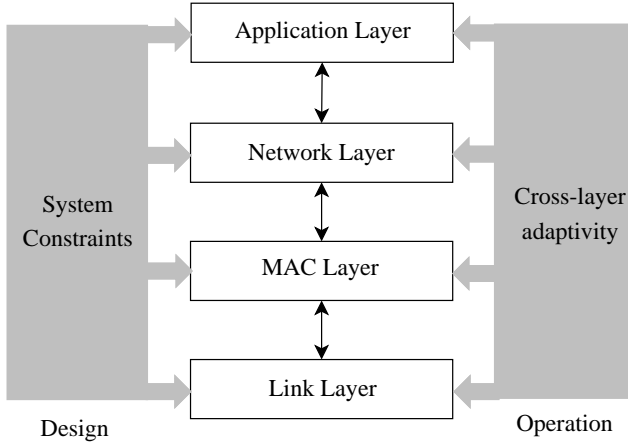 Application Layer
Network Layer
System
Constraints
Cross-layer
adaptivity
MAC Layer
Link Layer
Design
Operation